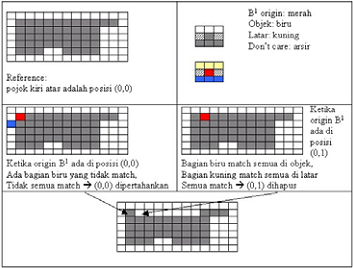 Reference:
pojok kiri atas adalah posisi (0,0)
B¹ origin: merah
Objek: biru
Latar: kuning
Don't care: arsir
Ketika origin B¹ ada di posisi (0,0)
Ada bagian biru yang tidak match,
Tidak semua match → (0,0) dipertahankan
Ketika
origin B¹
ada di
posisi
(0,1)
Bagian biru match semua di objek,
Bagian kuning match semua di latar
Semua match → (0,1) dihapus